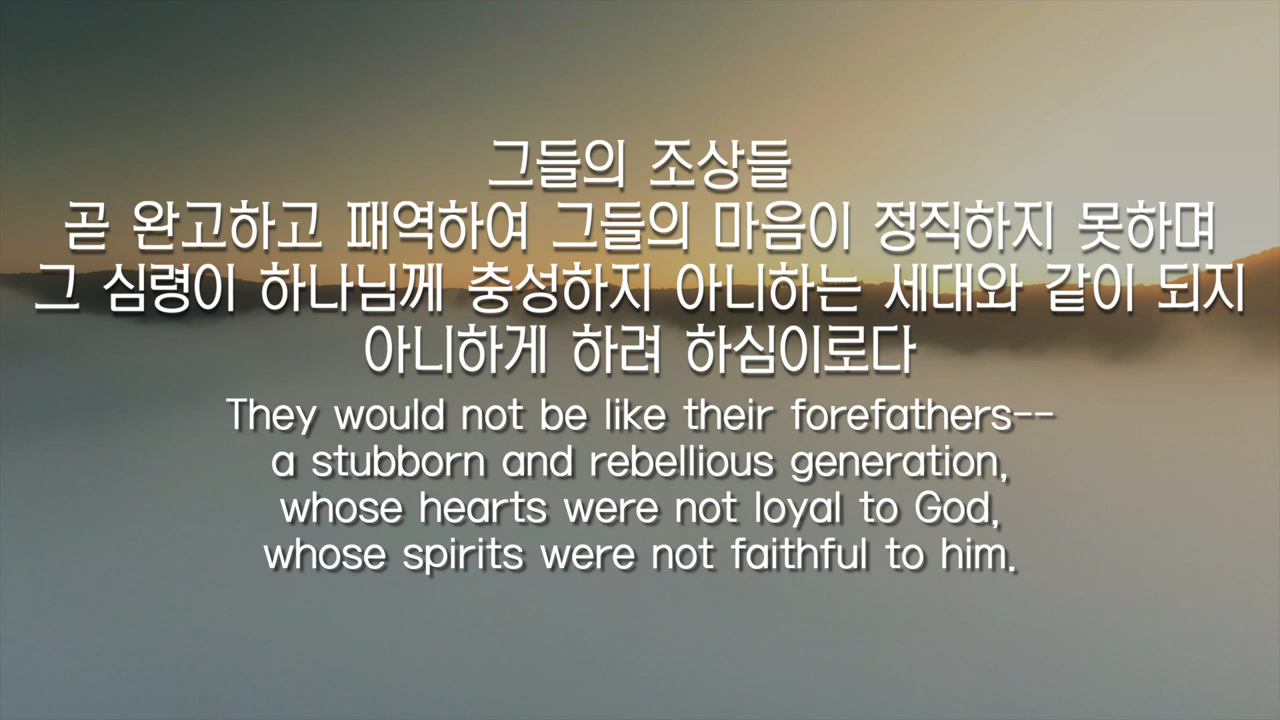 그들의 조상들
곧 완고하고 패역하여 그들의 마음이 정직하지 못하며
그 심령이 하나님께 충성하지 아니하는 세대와 같이 되지
아니하게 하려 하심이로다
They would not be like their forefathers--
a stubborn and rebellious generation,
whose hearts were not loyal to God,
whose spirits were not faithful to him.